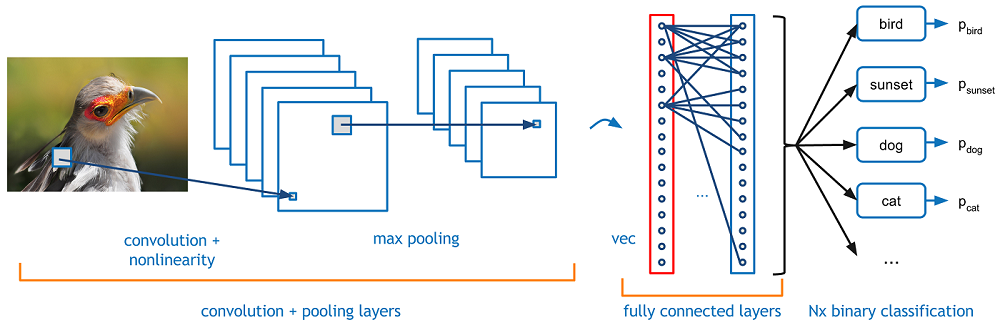 bird
p_bird
sunset
p_sunset
dog
p_dog
cat
p_cat
...
...
convolution +
nonlinearity
max pooling
vec
convolution + pooling layers
fully connected layers
Nx binary classification